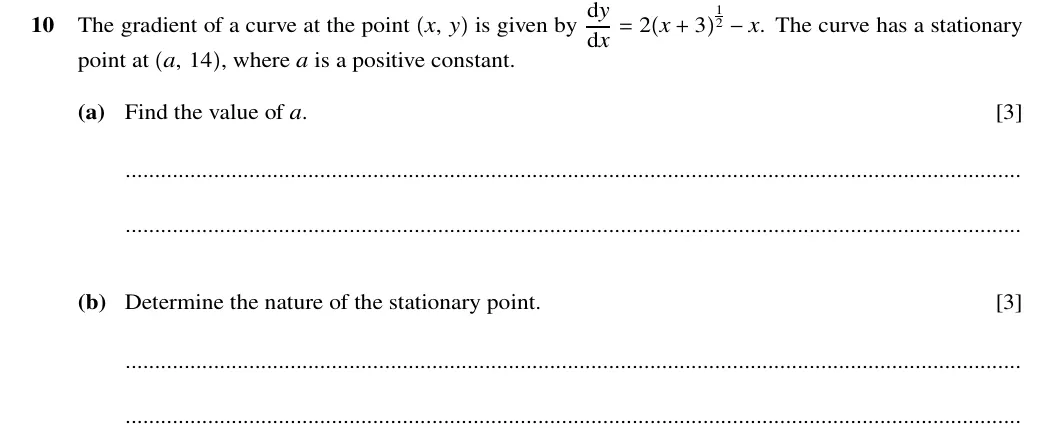 10 The gradient of a curve at the point (x, y) is given by dy/dx = 2(x + 3)^(1/2) − x. The curve has a stationary
point at (a, 14), where a is a positive constant.
(a) Find the value of a. [3]
(b) Determine the nature of the stationary point. [3]